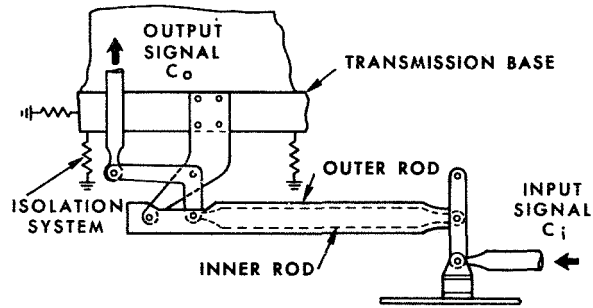 OUTPUT
SIGNAL
Co
TRANSMISSION BASE
ISOLATION
SYSTEM
OUTER ROD
INNER ROD
INPUT
SIGNAL
Ci